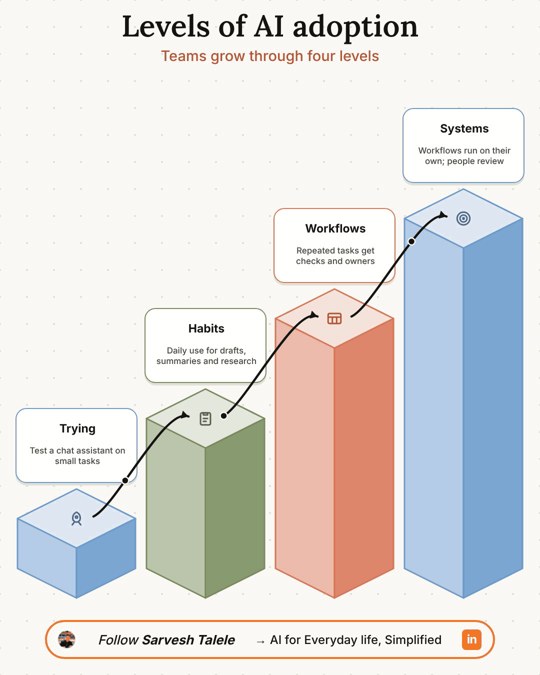 Levels of AI adoption
Teams grow through four levels
Systems
Workflows run on their
own; people review
Workflows
Repeated tasks get
checks and owners
Habits
Daily use for drafts,
summaries and research
Trying
Test a chat assistant on
small tasks
Follow Sarvesh Talele → AI for Everyday life, Simplified in